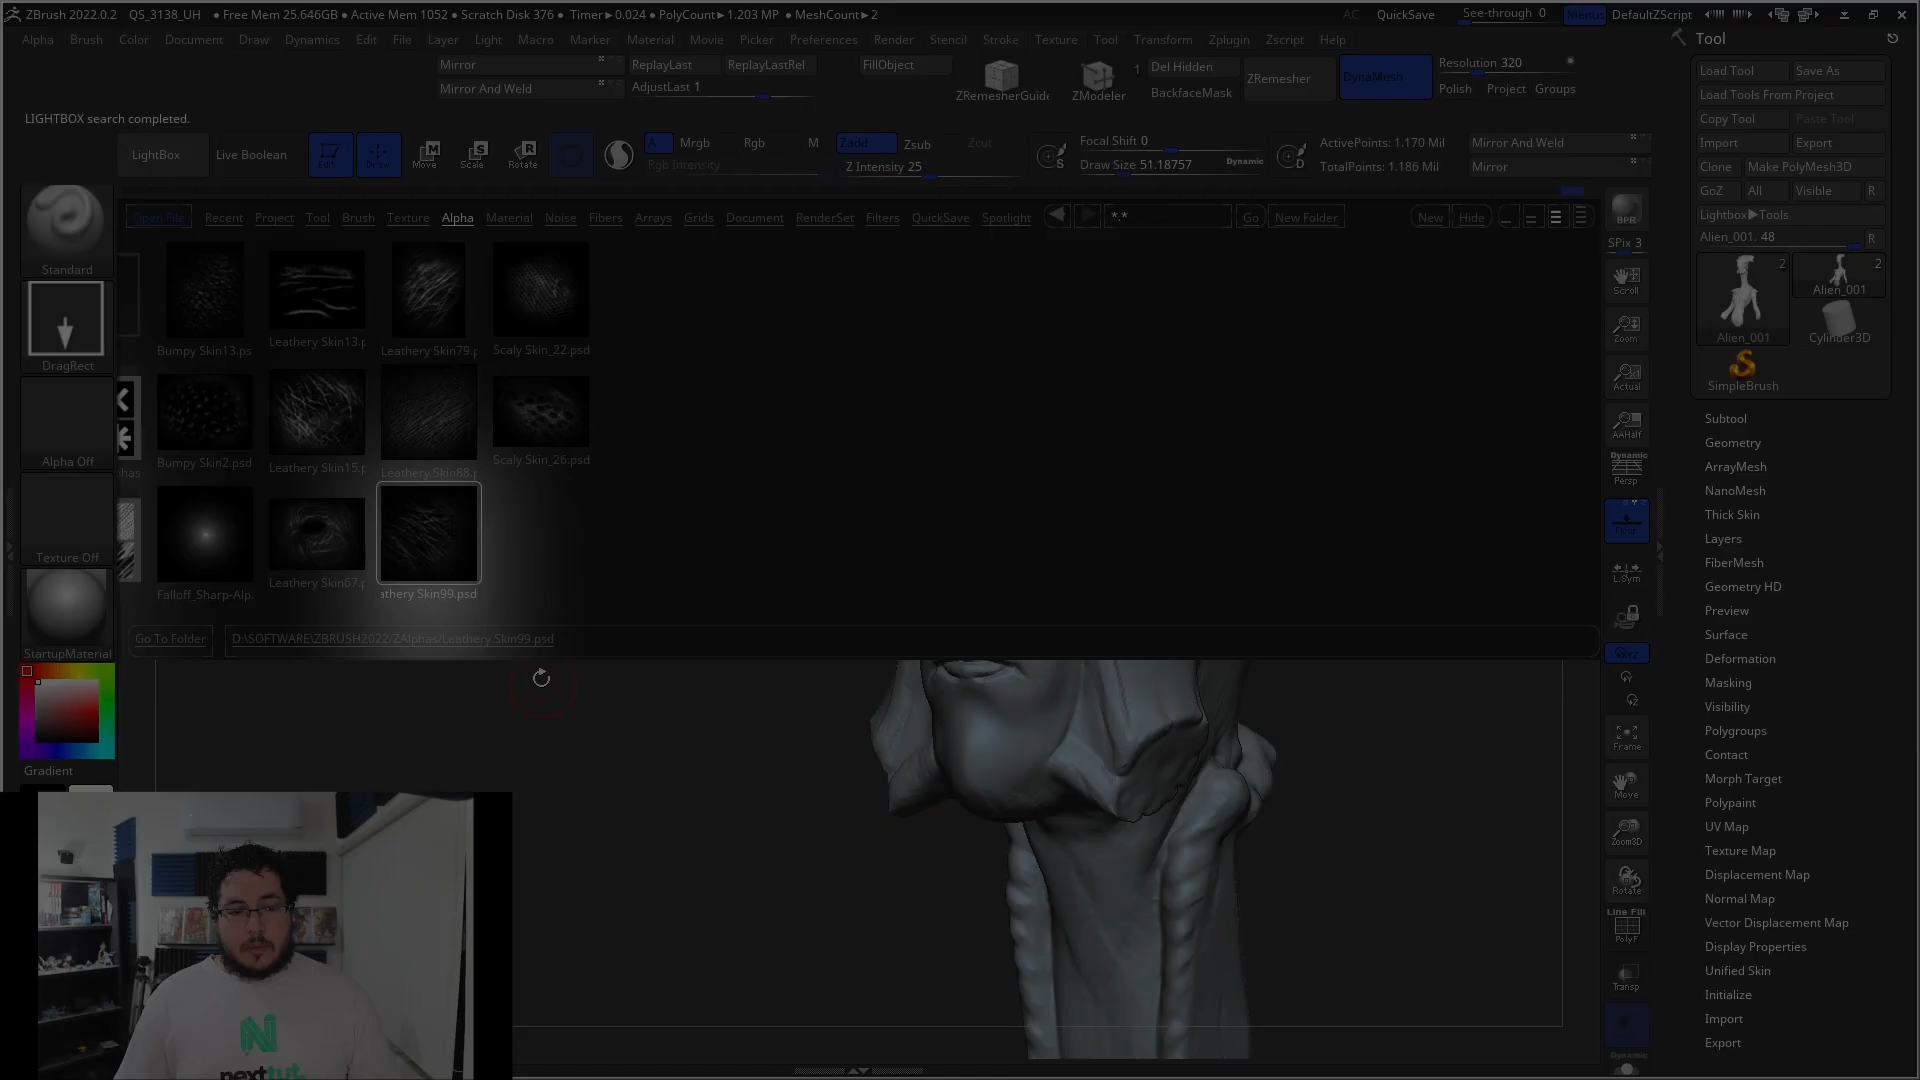 ZBrush 2022.0.2 QS_3138_UH • Free Mem 25.646GB • Active Mem 1052 • Scratch Disk 376 • Timer▸0.024 • PolyCount▸1.203 MP • MeshCount▸2 AC QuickSave See-through 0 Menus DefaultZScript
Alpha Brush Color Document Draw Dynamics Edit File Layer Light Macro Marker Material Movie Picker Preferences Render Stencil Stroke Texture Tool Transform Zplugin Zscript Help
Mirror ReplayLast ReplayLastRel FillObject
Mirror And Weld AdjustLast 1
ZRemesherGuide ZModeler 1 Del Hidden BackfaceMask ZRemesher DynaMesh Resolution 320
Polish Project Groups
LIGHTBOX search completed.
LightBox Live Boolean Edit Draw Move Scale Rotate A Mrgb Rgb M Zadd Zsub Zcut Focal Shift 0 ActivePoints: 1.170 Mil Mirror And Weld
Rgb Intensity Z Intensity 25 Draw Size 51.18757 Dynamic TotalPoints: 1.186 Mil Mirror
Open File Recent Project Tool Brush Texture Alpha Material Noise Fibers Arrays Grids Document RenderSet Filters QuickSave Spotlight *.* Go New Folder New Hide
Bumpy Skin13.ps Leathery Skin13.p Leathery Skin79.p Scaly Skin_22.psd
Bumpy Skin2.psd Leathery Skin15.p Leathery Skin88.p Scaly Skin_26.psd
Falloff_Sharp-Alp. Leathery Skin67.p athery Skin99.psd
Go To Folder D:\SOFTWARE\ZBRUSH2022/ZAlphas/Leathery Skin99.psd
Standard
DragRect
Alpha Off
Texture Off
StartupMaterial
Gradient
BPR
SPix 3
Scroll
Zoom
Actual
AAHalf
Dynamic
Persp
Floor
L.Sym
Frame
Move
Zoom3D
Rotate
Line Fill
PolyF
Transp
Dynamic
Tool
Load Tool Save As
Load Tools From Project
Copy Tool Paste Tool
Import Export
Clone Make PolyMesh3D
GoZ All Visible R
Lightbox▸Tools
Alien_001. 48 R
2 2
Alien_001
Alien_001 Cylinder3D
SimpleBrush
Subtool
Geometry
ArrayMesh
NanoMesh
Thick Skin
Layers
FiberMesh
Geometry HD
Preview
Surface
Deformation
Masking
Visibility
Polygroups
Contact
Morph Target
Polypaint
UV Map
Texture Map
Displacement Map
Normal Map
Vector Displacement Map
Display Properties
Unified Skin
Initialize
Import
Export
nexttut